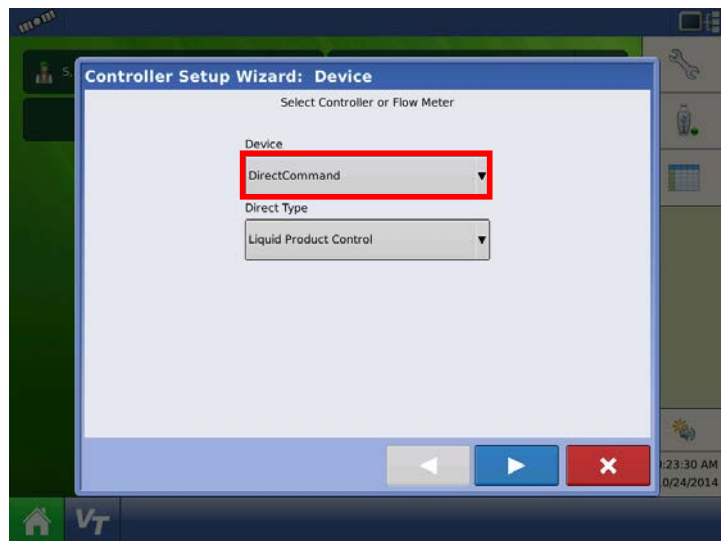 S.
Controller Setup Wizard: Device
Select Controller or Flow Meter
Device
DirectCommand
Direct Type
Liquid Product Control
:23:30 AM
0/24/2014
VT